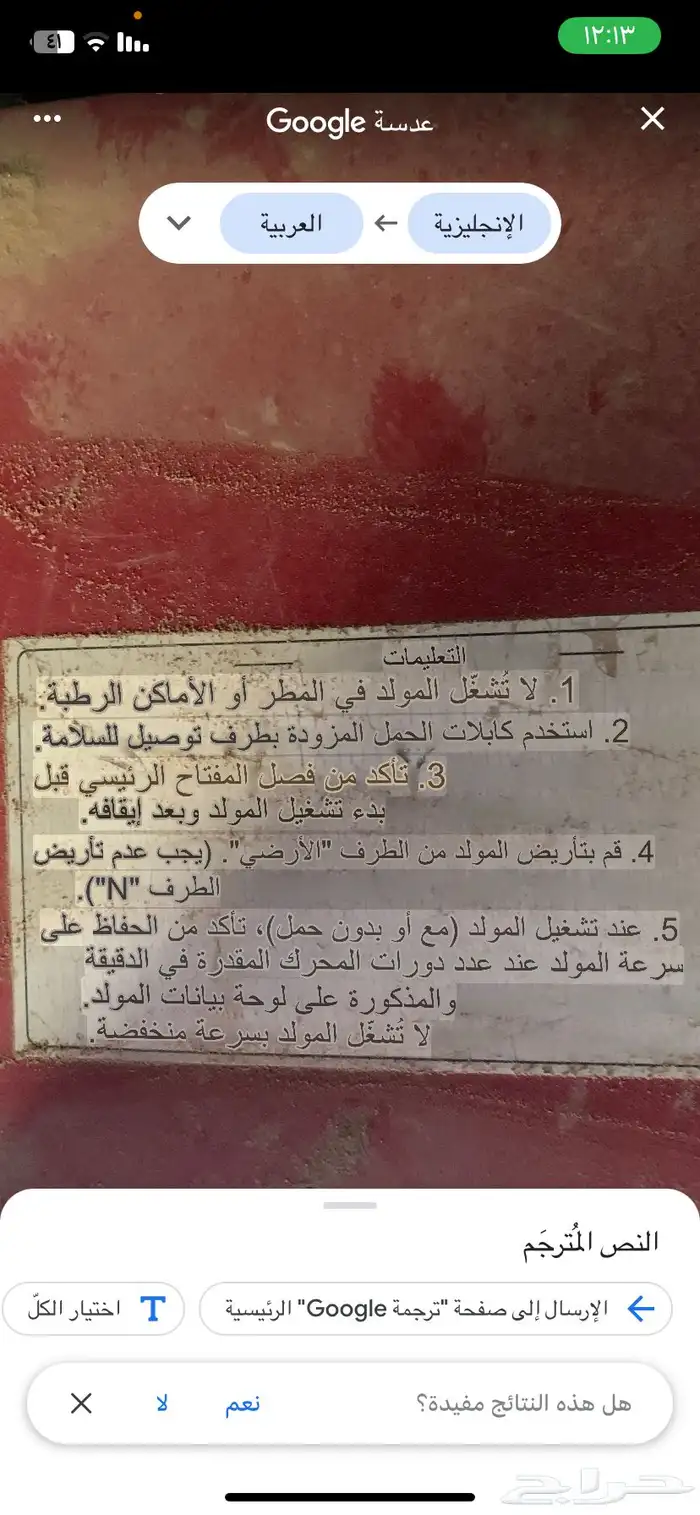 ١٢:١٣
٤١
عدسة Google
الإنجليزية
العربية
التعليمات
1. لا تُشغّل المولد في المطر أو الأماكن الرطبة.
2. استخدم كابلات الحمل المزودة بطرف توصيل للسلامة.
3. تأكد من فصل المفتاح الرئيسي قبل
بدء تشغيل المولد وبعد إيقافه.
4. قم بتأريض المولد من الطرف "الأرضي". (يجب عدم تأريض
الطرف "N").
5. عند تشغيل المولد (مع أو بدون حمل)، تأكد من الحفاظ على
سرعة المولد عند عدد دورات المحرك المقدرة في الدقيقة
والمذكورة على لوحة بيانات المولد.
لا تُشغّل المولد بسرعة منخفضة.
النص المُترجَم
الإرسال إلى صفحة "ترجمة Google" الرئيسية
اختيار الكلّ
هل هذه النتائج مفيدة؟
نعم
لا
حراج